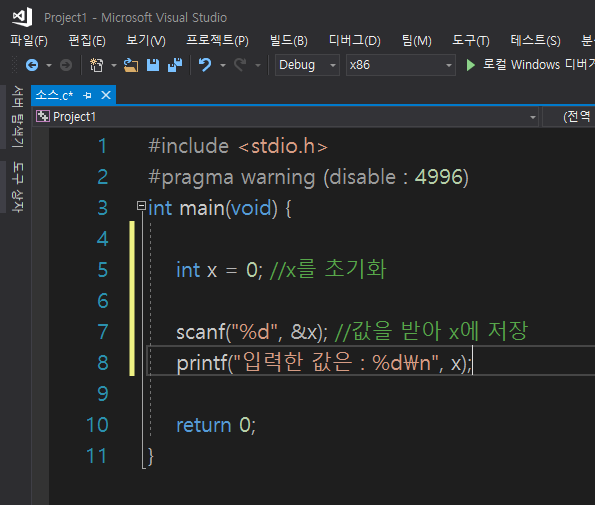 Project1 - Microsoft Visual Studio
파일(F) 편집(E) 보기(V) 프로젝트(P) 빌드(B) 디버그(D) 팀(M) 도구(T) 테스트(S) 분
Debug x86 로컬 Windows 디버거
서버 탐색기
도구 상자
소스.c*
Project1 (전역
1 #include <stdio.h>
2 #pragma warning (disable : 4996)
3 int main(void) {
4
5 int x = 0; //x를 초기화
6
7 scanf("%d", &x); //값을 받아 x에 저장
8 printf("입력한 값은 : %d₩n", x);
9
10 return 0;
11 }